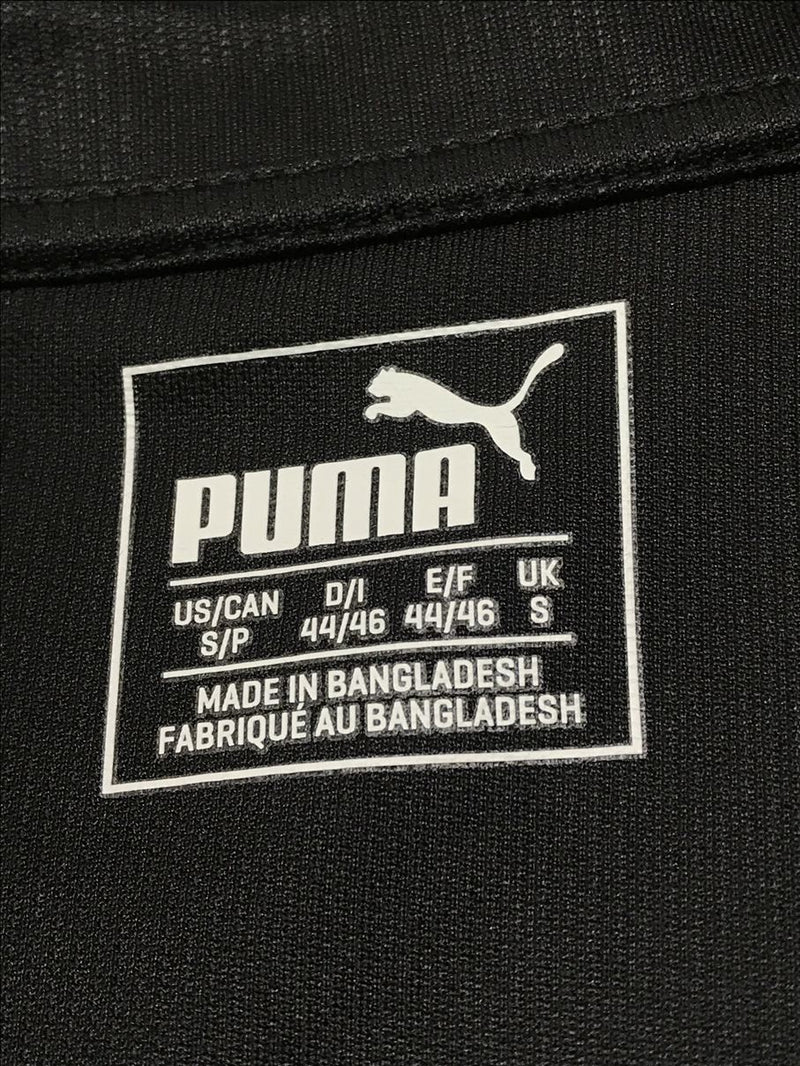 PUMA
US/CAN D/I E/F UK
S/P 44/46 44/46 S
MADE IN BANGLADESH
FABRIQUÉ AU BANGLADESH